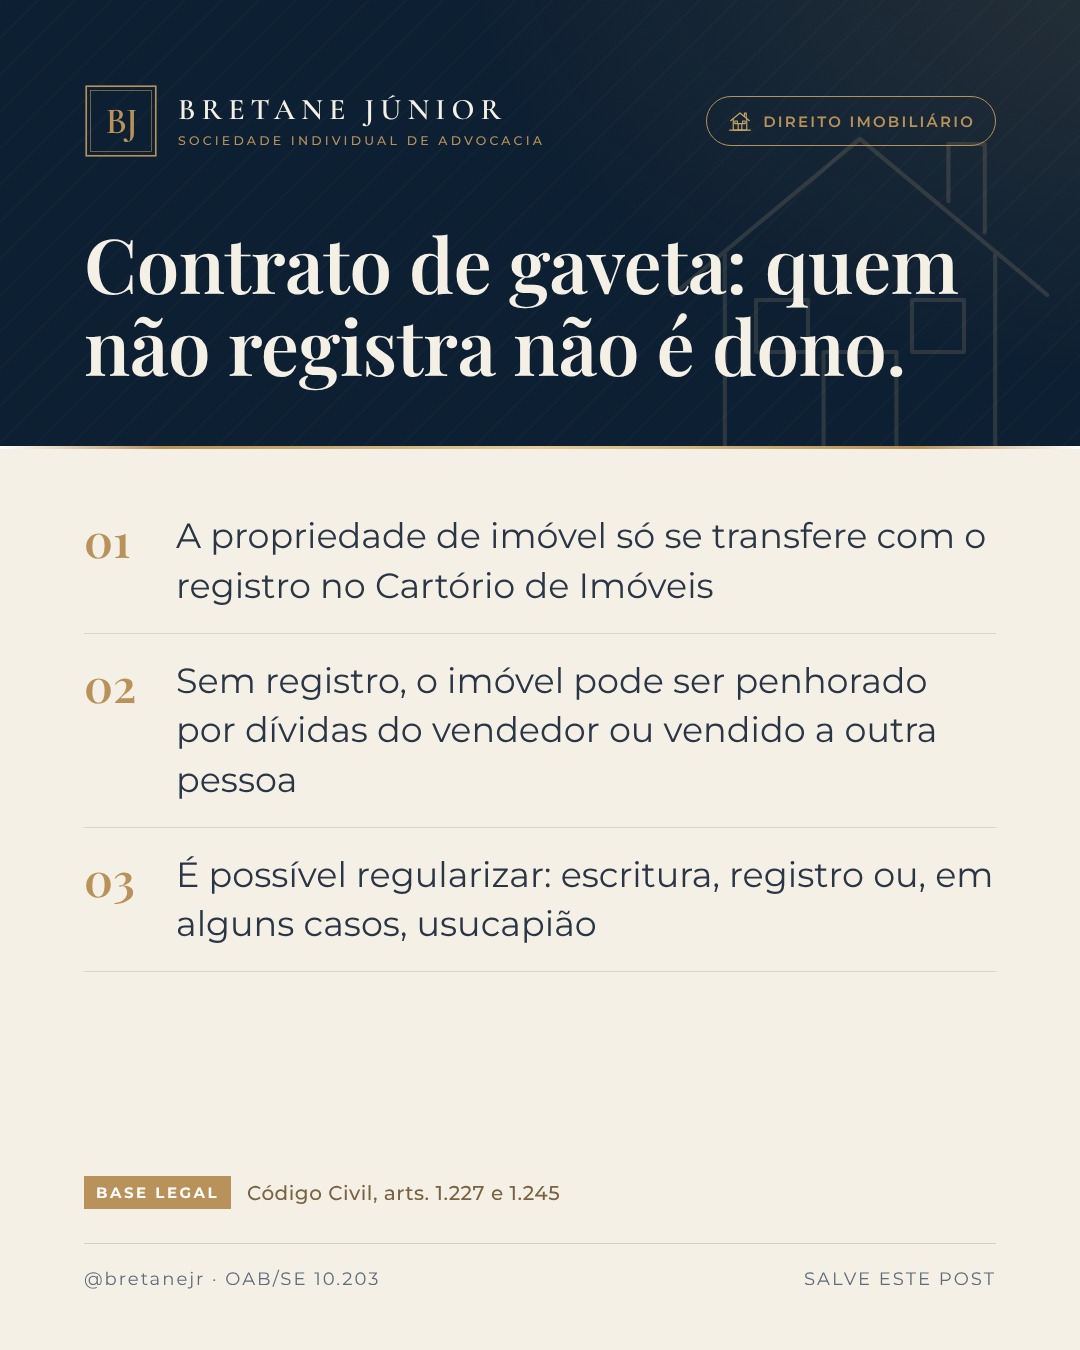 BJ
BRETANE JÚNIOR
SOCIEDADE INDIVIDUAL DE ADVOCACIA
DIREITO IMOBILIÁRIO
Contrato de gaveta: quem
não registra não é dono.
01
A propriedade de imóvel só se transfere com o
registro no Cartório de Imóveis
02
Sem registro, o imóvel pode ser penhorado
por dívidas do vendedor ou vendido a outra
pessoa
03
É possível regularizar: escritura, registro ou, em
alguns casos, usucapião
BASE LEGAL
Código Civil, arts. 1.227 e 1.245
@bretanejr · OAB/SE 10.203
SALVE ESTE POST